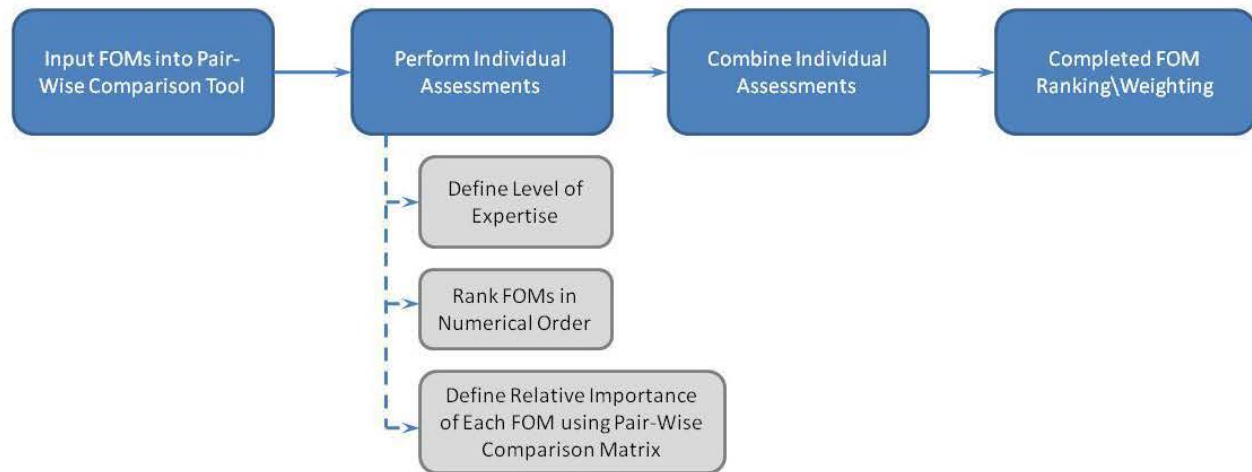 Input FOMs into Pair-
Wise Comparison Tool
Perform Individual
Assessments
Combine Individual
Assessments
Completed FOM
Ranking\Weighting
Define Level of
Expertise
Rank FOMs in
Numerical Order
Define Relative Importance
of Each FOM using Pair-Wise
Comparison Matrix